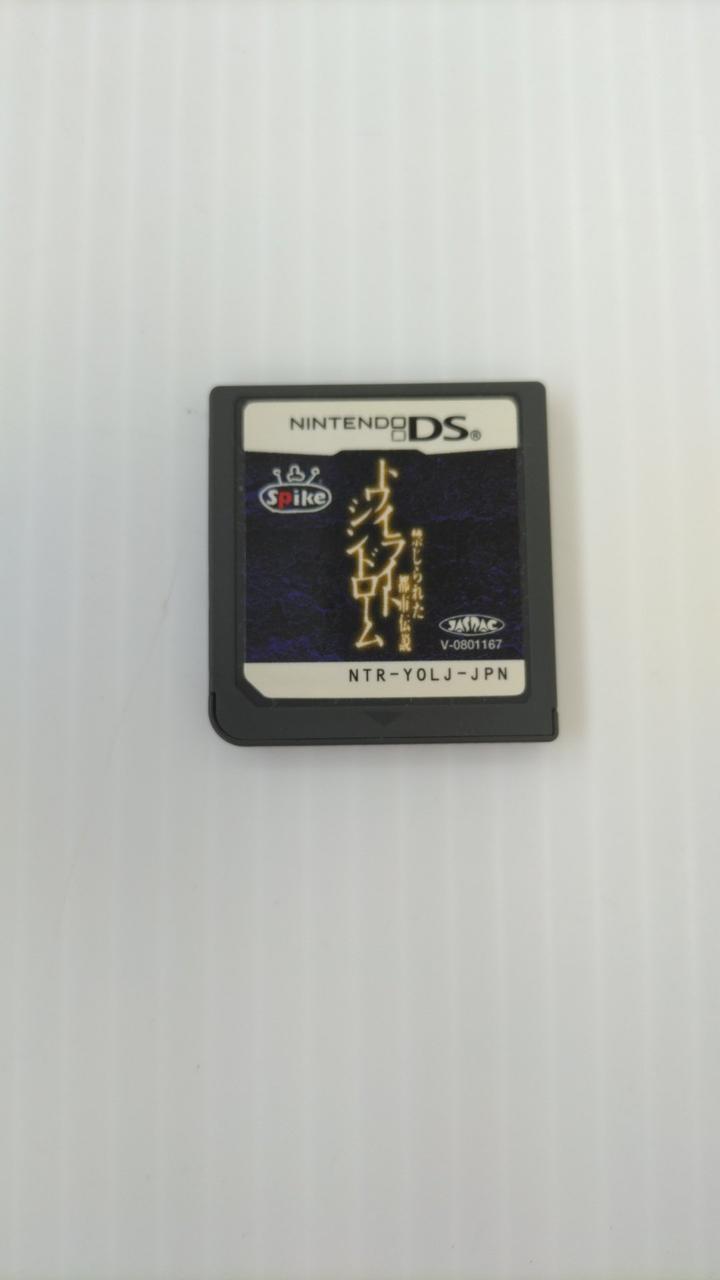 NINTENDO DS®
Spike
トワイライト
シンドローム
禁じられた
都市伝説
JASRAC
V-0801167
NTR-YOLJ-JPN